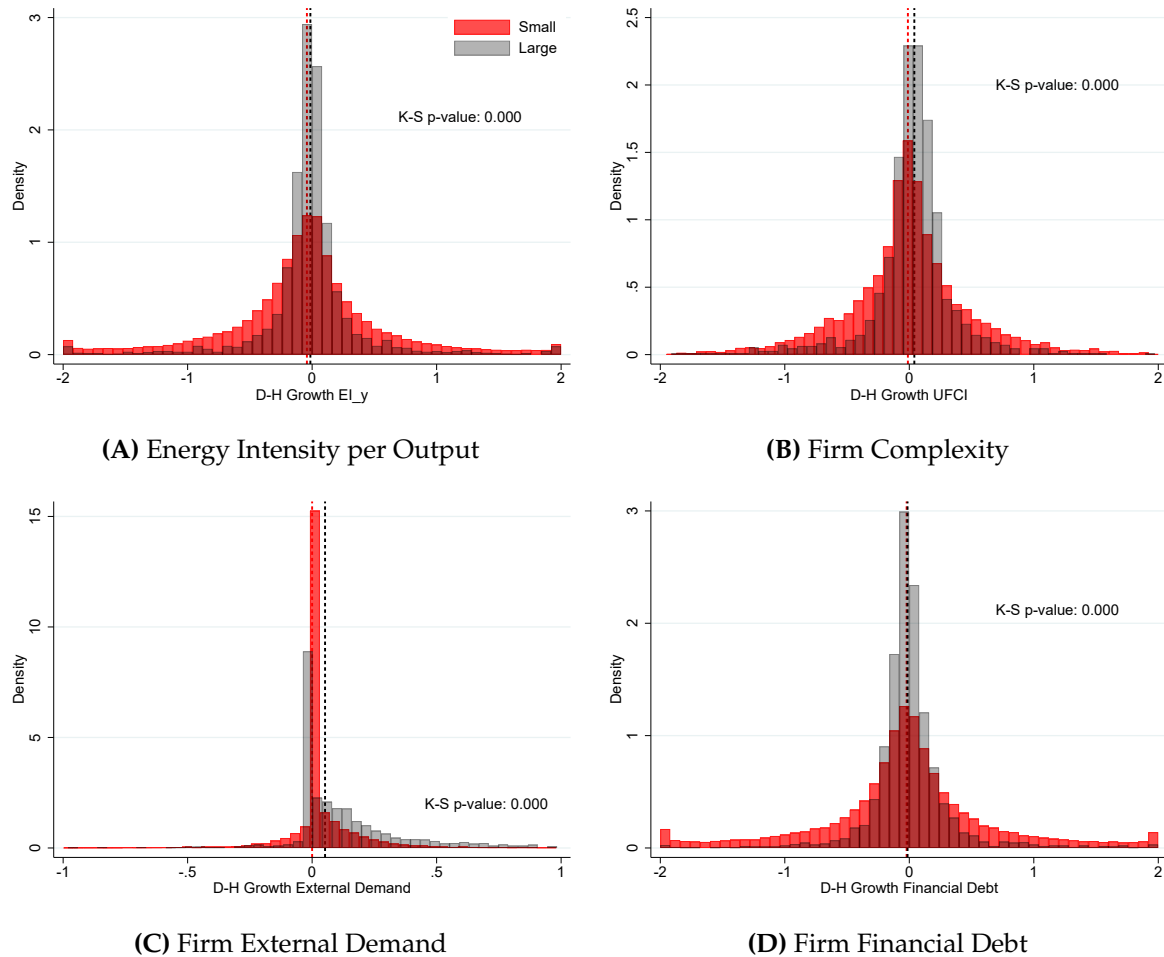 Small
Large
K-S p-value: 0.000
Density
0
1
2
3
-2
-1
0
1
2
D-H Growth EI_y
(A) Energy Intensity per Output
K-S p-value: 0.000
Density
0
.5
1
1.5
2
2.5
-2
-1
0
1
2
D-H Growth UFCI
(B) Firm Complexity
K-S p-value: 0.000
Density
0
5
10
15
-1
-.5
0
.5
1
D-H Growth External Demand
(C) Firm External Demand
K-S p-value: 0.000
Density
0
1
2
3
-2
-1
0
1
2
D-H Growth Financial Debt
(D) Firm Financial Debt